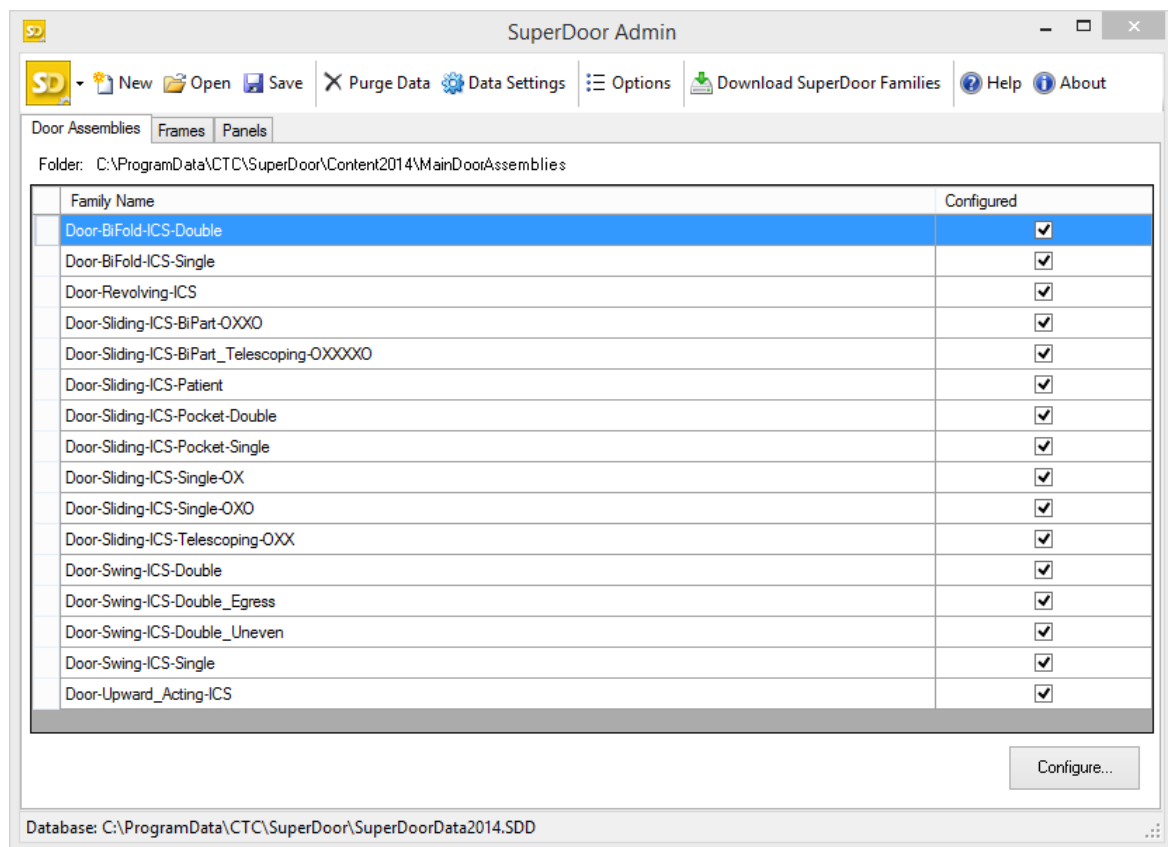 SD SuperDoor Admin
SD New Open Save Purge Data Data Settings Options Download SuperDoor Families Help About
Door Assemblies Frames Panels
Folder: C:\ProgramData\CTC\SuperDoor\Content2014\MainDoorAssemblies
Family Name Configured
Door-BiFold-ICS-Double
Door-BiFold-ICS-Single
Door-Revolving-ICS
Door-Sliding-ICS-BiPart-OXXO
Door-Sliding-ICS-BiPart_Telescoping-OXXXXO
Door-Sliding-ICS-Patient
Door-Sliding-ICS-Pocket-Double
Door-Sliding-ICS-Pocket-Single
Door-Sliding-ICS-Single-OX
Door-Sliding-ICS-Single-OXO
Door-Sliding-ICS-Telescoping-OXX
Door-Swing-ICS-Double
Door-Swing-ICS-Double_Egress
Door-Swing-ICS-Double_Uneven
Door-Swing-ICS-Single
Door-Upward_Acting-ICS
Configure...
Database: C:\ProgramData\CTC\SuperDoor\SuperDoorData2014.SDD